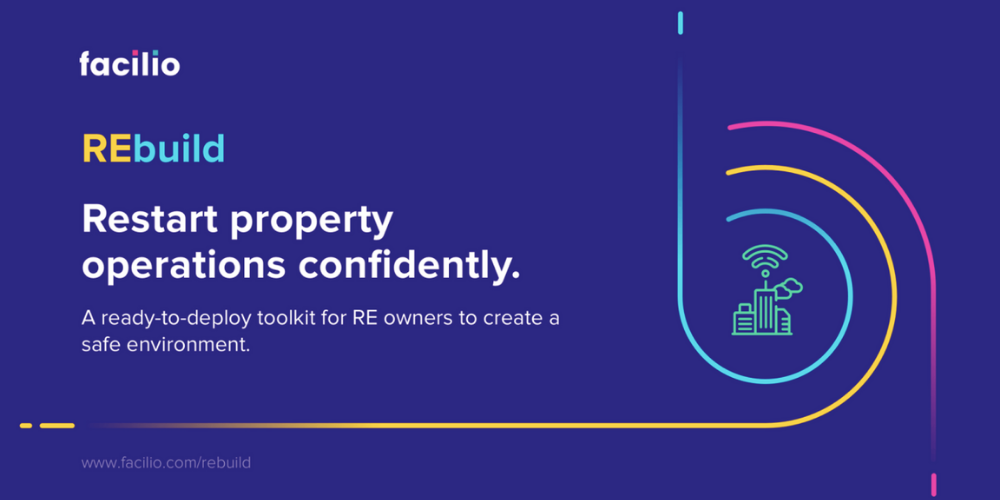 facilio
REbuild
Restart property
operations confidently.
A ready-to-deploy toolkit for RE owners to create a
safe environment.
www.facilio.com/rebuild